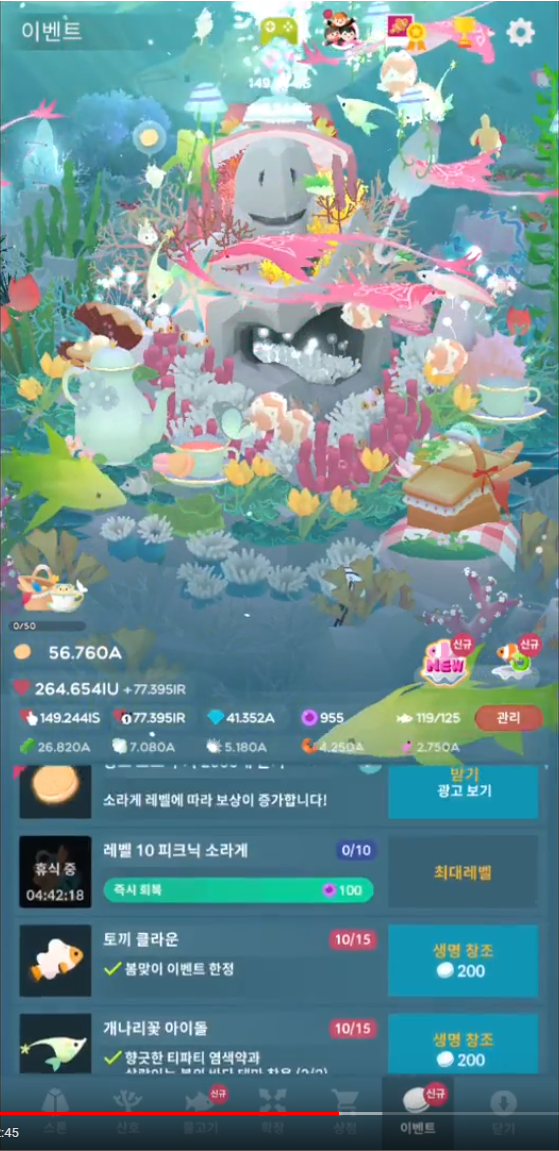 이벤트
0/50
56.760A
264.654IU +77.395IR
신규
NEW
신규
149.244IS
77.395IR
41.352A
955
119/125
관리
26.820A
7.080A
5.180A
4.250A
2.750A
소라게 레벨에 따라 보상이 증가합니다!
받기
광고 보기
휴식 중
04:42:18
레벨 10 피크닉 소라게
0/10
즉시 회복
100
최대레벨
토끼 클라운
10/15
봄맞이 이벤트 한정
생명 창조
200
개나리꽃 아이돌
10/15
향긋한 티파티 염색약과
생명 창조
200
스톤
산호
물고기
신규
확장
상점
이벤트
신규
닫기
:45